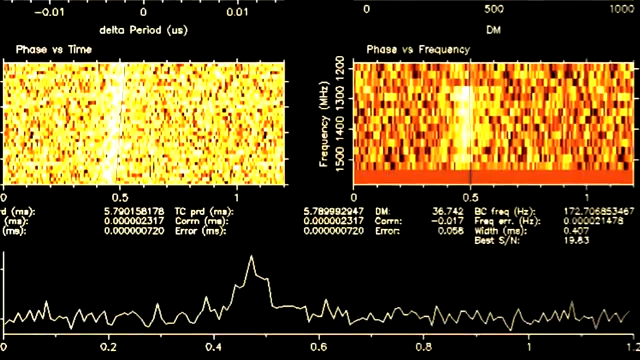 -0.01 0 0.01 0 500 1000
delta Period (us) DM
Phase vs Time Phase vs Frequency
Frequency (MHz)
1200
1300
1400
1500
0 0.5 1 0 0.5 1
d (ms): 5.790158178 TC prd (ms): 5.789992947 DM: 36.742 BC freq (Hz): 172.706853467
(ms): 0.000002317 Corrn (ms): 0.000002317 Corrn: -0.017 Freq err. (Hz): 0.000021478
(ms): 0.000000720 Error (ms): 0.000000720 Error: 0.058 Width (ms): 0.407
Best S/N: 19.83
0 0.2 0.4 0.6 0.8 1 1.2